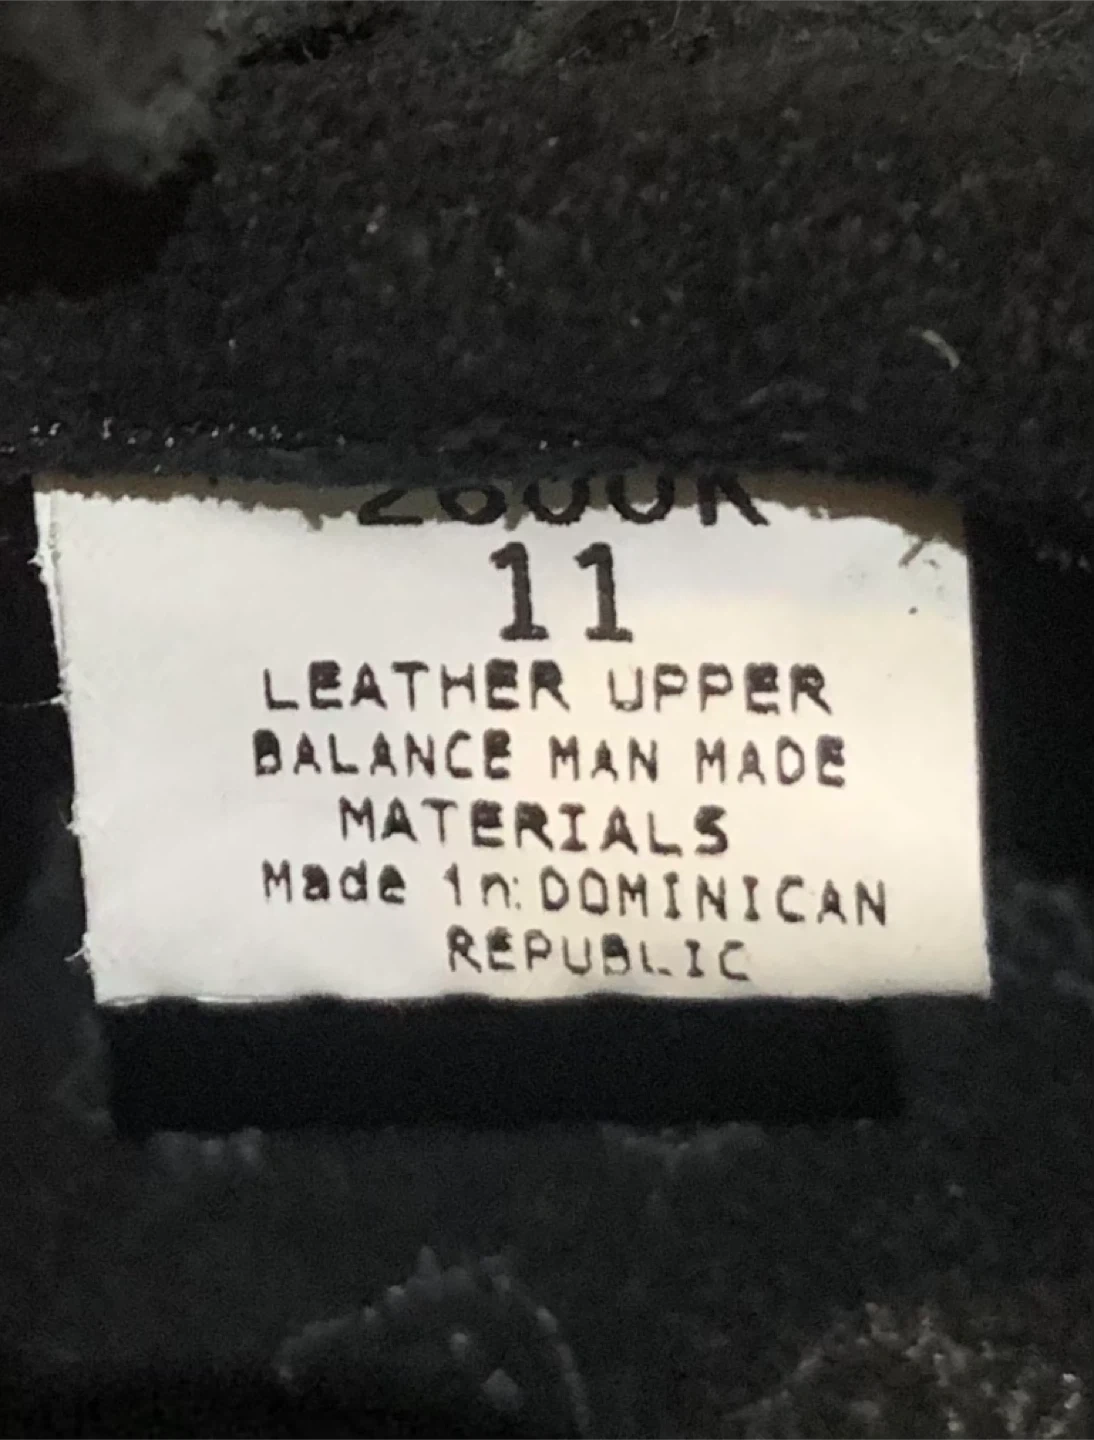 11
LEATHER UPPER
BALANCE MAN MADE
MATERIALS
Made in: DOMINICAN
REPUBLIC